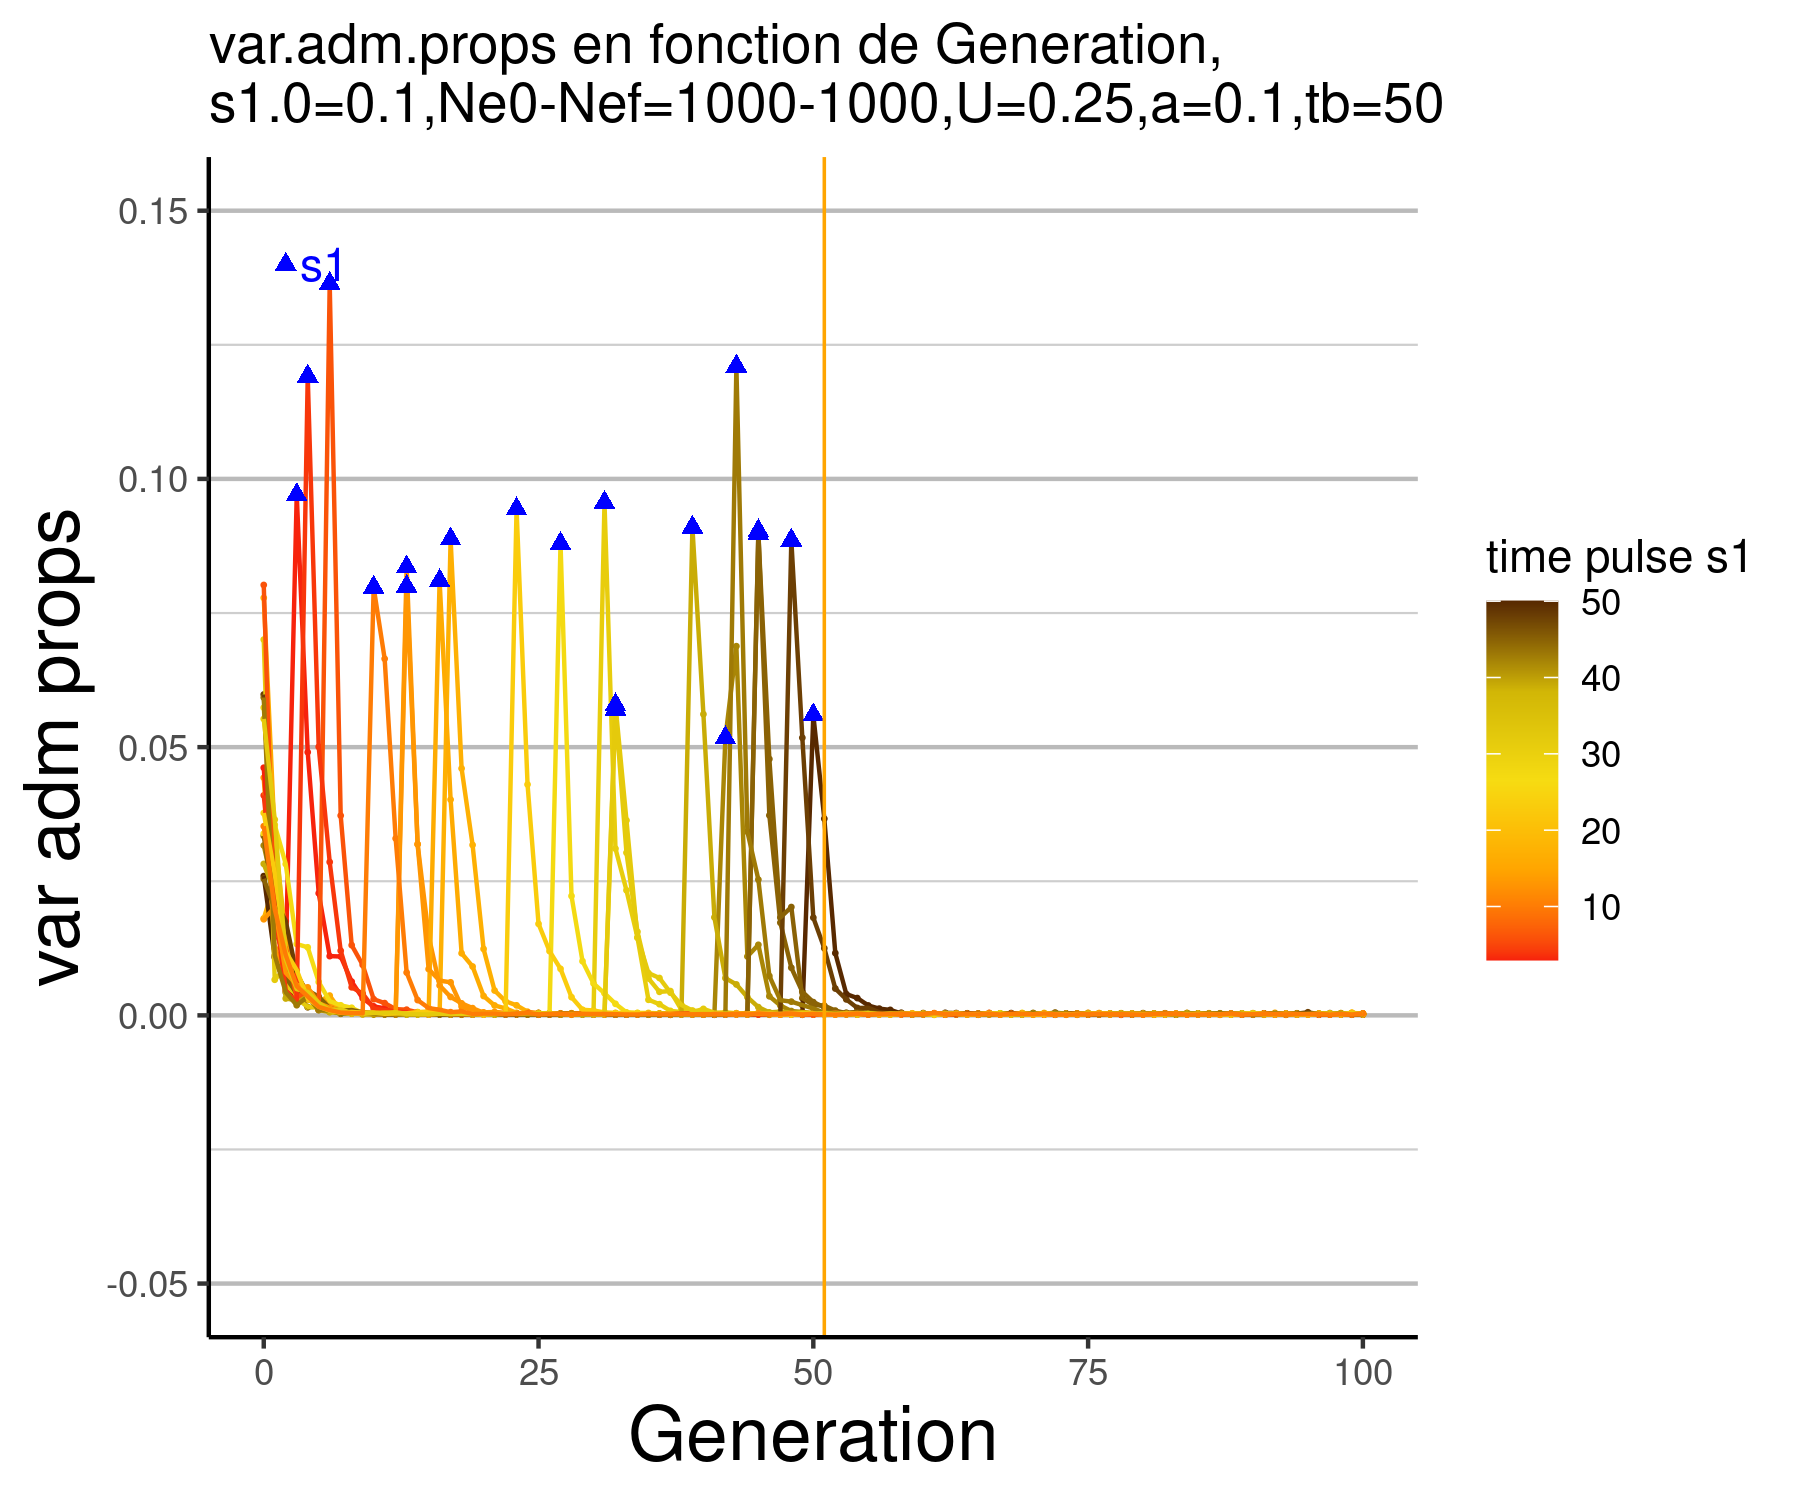 var.adm.props en fonction de Generation,
s1.0=0.1,Ne0-Nef=1000-1000,U=0.25,a=0.1,tb=50
0.15
0.10
0.05
0.00
-0.05
var adm props
s1
0
25
50
75
100
Generation
time pulse s1
50
40
30
20
10